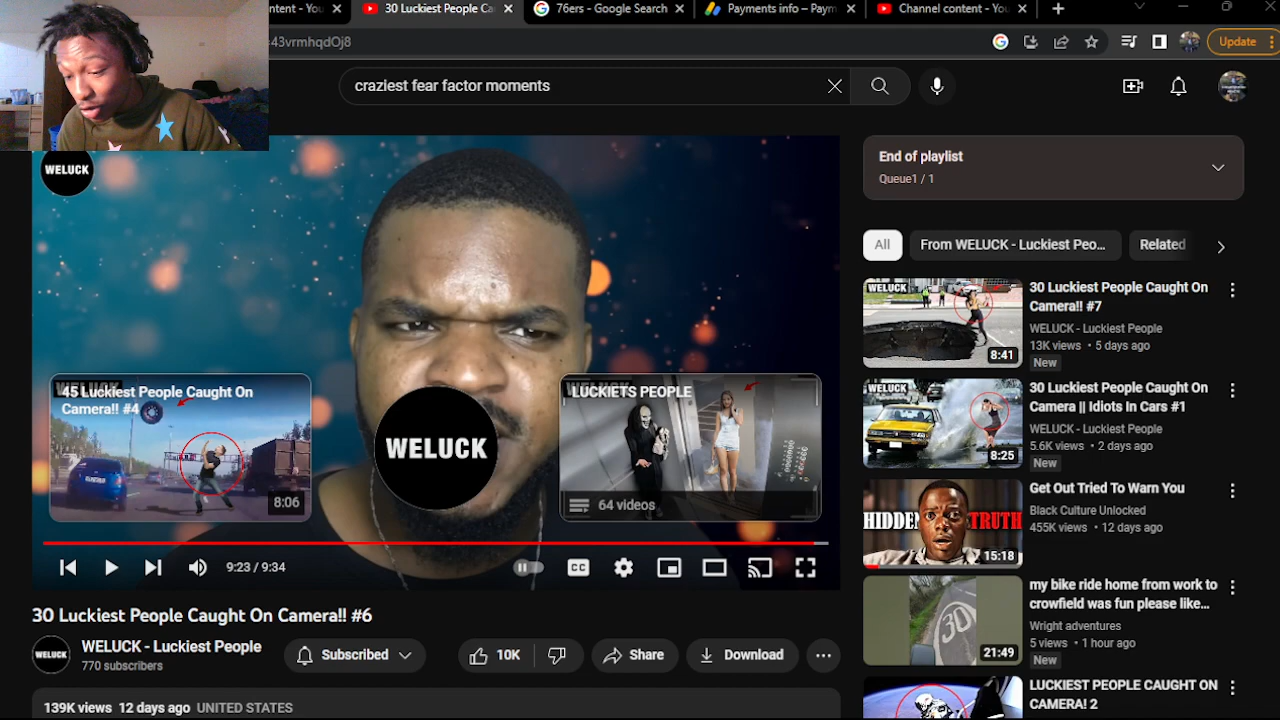 ntent - You
30 Luckiest People Ca
76ers - Google Search
Payments info – Paym
Channel content - You
=43vrmhqdOj8
Update
craziest fear factor moments
WELUCK
45 Luckiest People Caught On
Camera!! #4
8:06
WELUCK
LUCKIETS PEOPLE
64 videos
9:23 / 9:34
CC
30 Luckiest People Caught On Camera!! #6
WELUCK
WELUCK - Luckiest People
770 subscribers
Subscribed
10K
Share
Download
139K views 12 days ago UNITED STATES
End of playlist
Queue1 / 1
All
From WELUCK - Luckiest Peo...
Related
WELUCK
8:41
30 Luckiest People Caught On
Camera!! #7
WELUCK - Luckiest People
13K views • 5 days ago
New
WELUCK
8:25
30 Luckiest People Caught On
Camera || Idiots In Cars #1
WELUCK - Luckiest People
5.6K views • 2 days ago
New
HIDDEN TRUTH
15:18
Get Out Tried To Warn You
Black Culture Unlocked
455K views • 12 days ago
30
21:49
my bike ride home from work to
crowfield was fun please like...
Wright adventures
5 views • 1 hour ago
New
LUCKIEST PEOPLE CAUGHT ON
CAMERA! 2